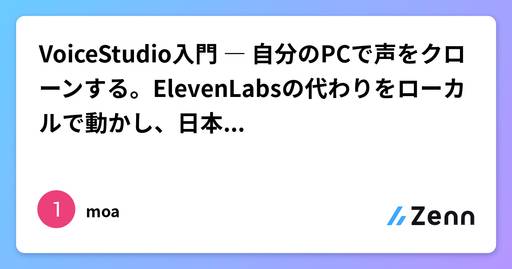 VoiceStudio入門 ― 自分のPCで声をクロ
ーンする。ElevenLabsの代わりをローカ
ルで動かし、日本...
1
moa
Zenn